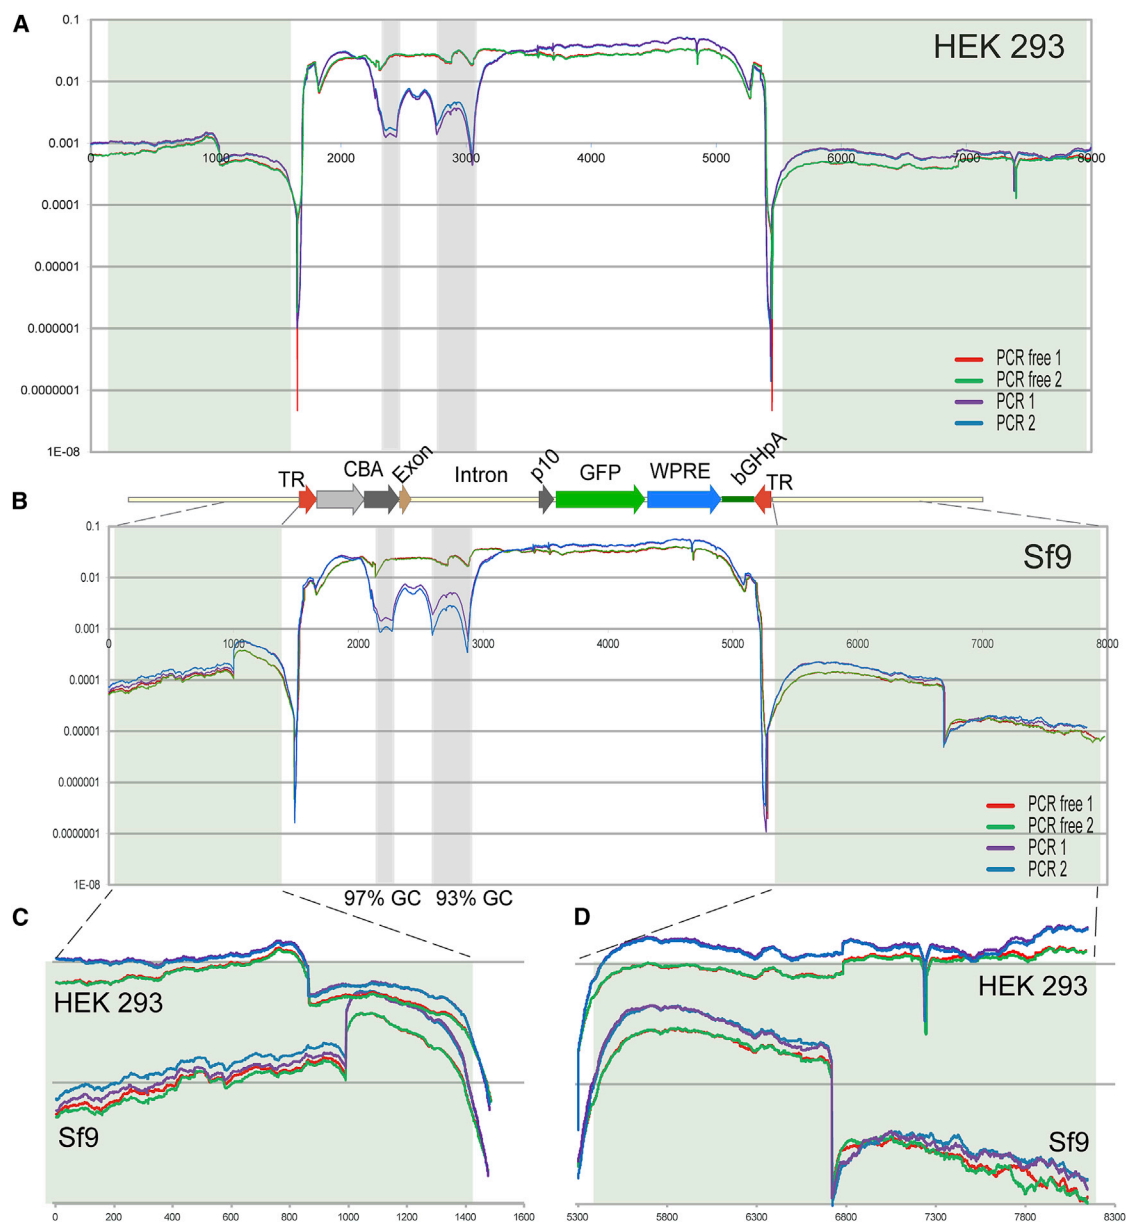 A
HEK 293
0.1
0.01
0.001
0 1000 2000 3000 4000 5000 6000 7000 8000
0.0001
0.00001
0.000001
0.0000001
1E-08
PCR free 1
PCR free 2
PCR 1
PCR 2
TR CBA Exon Intron p10 GFP WPRE bGHpA TR
B
Sf9
0.1
0.01
0.001
0 1000 2000 3000 4000 5000 6000 7000 8000
0.0001
0.00001
0.000001
0.0000001
1E-08
PCR free 1
PCR free 2
PCR 1
PCR 2
97% GC 93% GC
C
HEK 293
Sf9
0 200 400 600 800 1000 1200 1400 1600
D
HEK 293
Sf9
5300 5800 6300 6800 7300 7800 8300